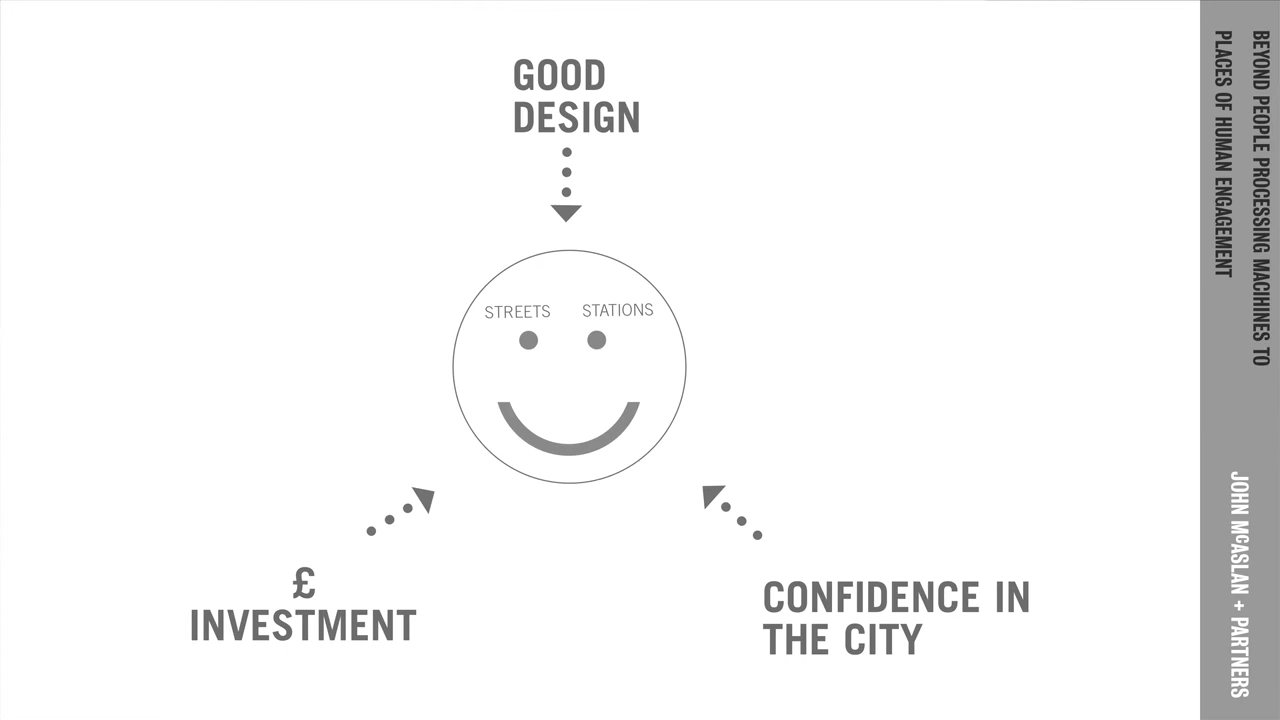 GOOD
DESIGN
STREETS
STATIONS
£
INVESTMENT
CONFIDENCE IN
THE CITY
BEYOND PEOPLE PROCESSING MACIHINES TO
PLACES OF HUMAN ENGAGEMENT
JOHN McASLAN + PARTNERS